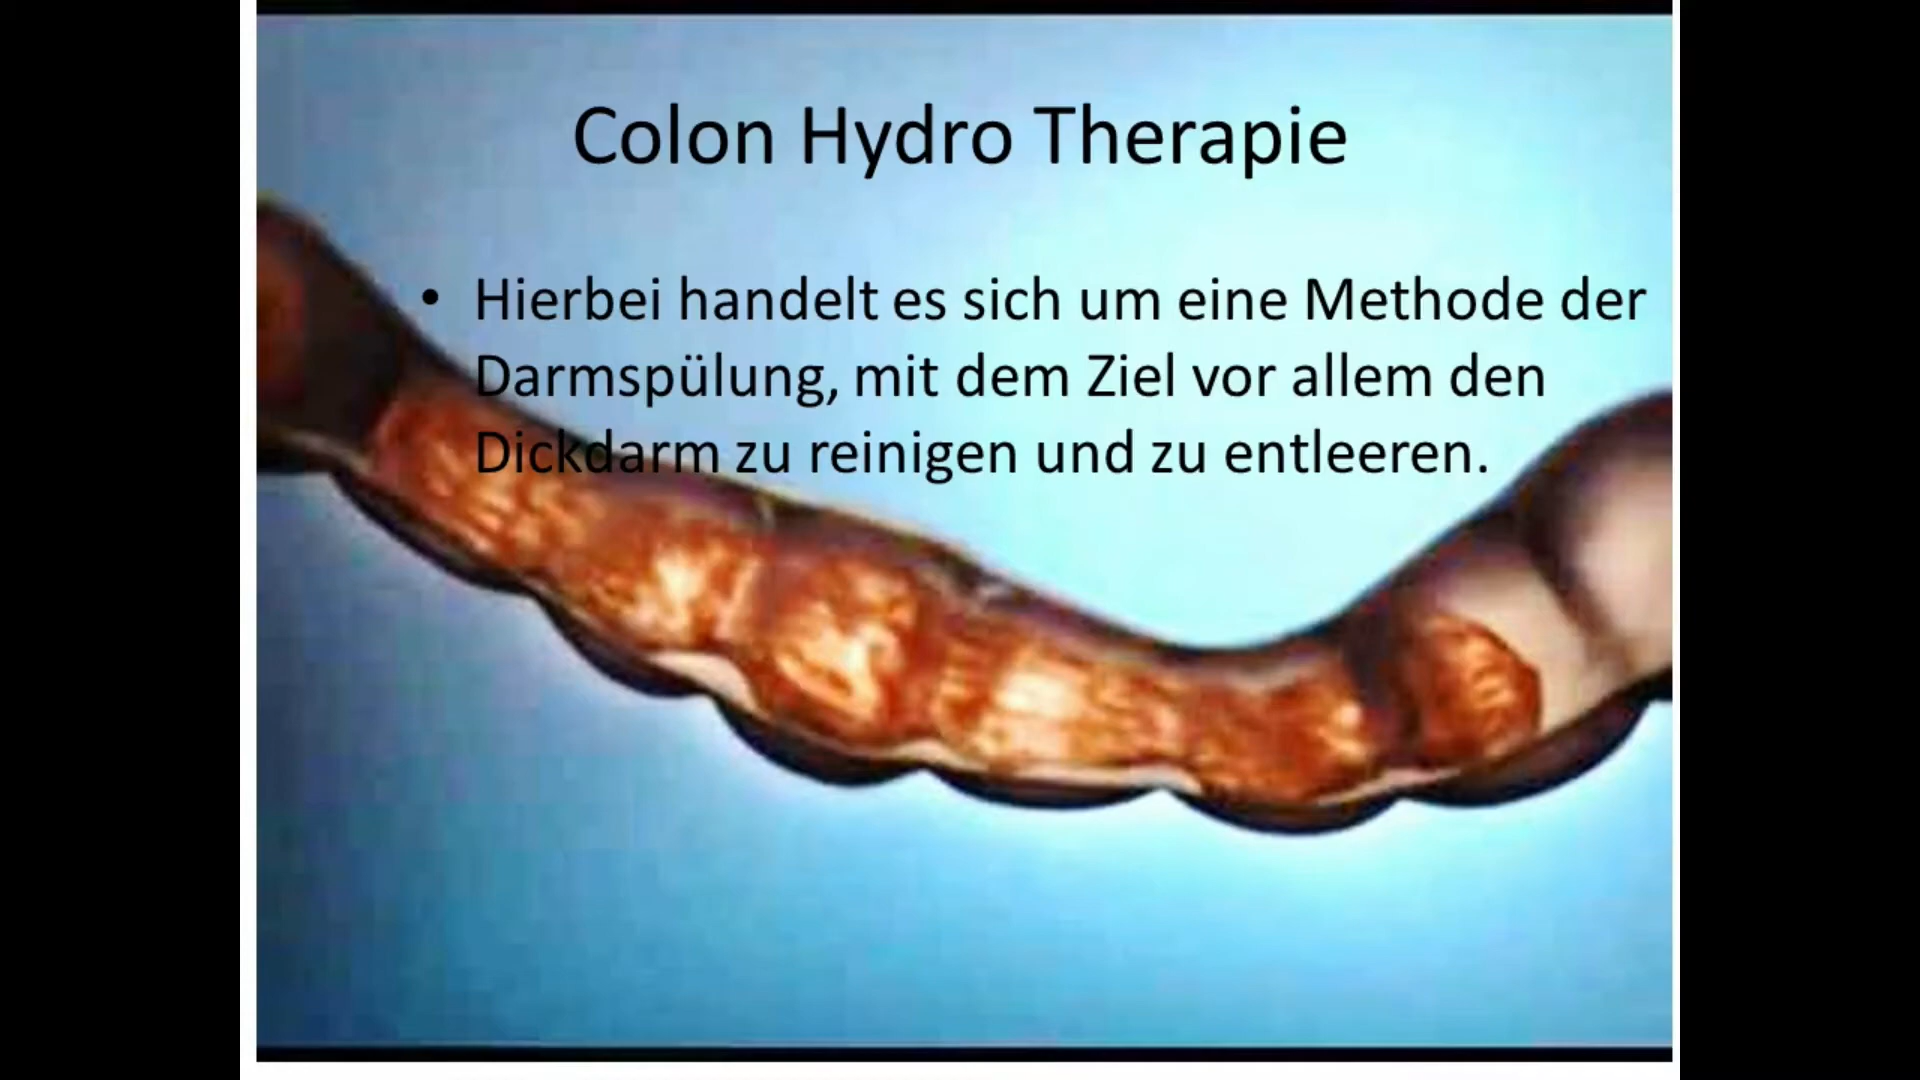 Colon Hydro Therapie
• Hierbei handelt es sich um eine Methode der
Darmspülung, mit dem Ziel vor allem den
Dickdarm zu reinigen und zu entleeren.